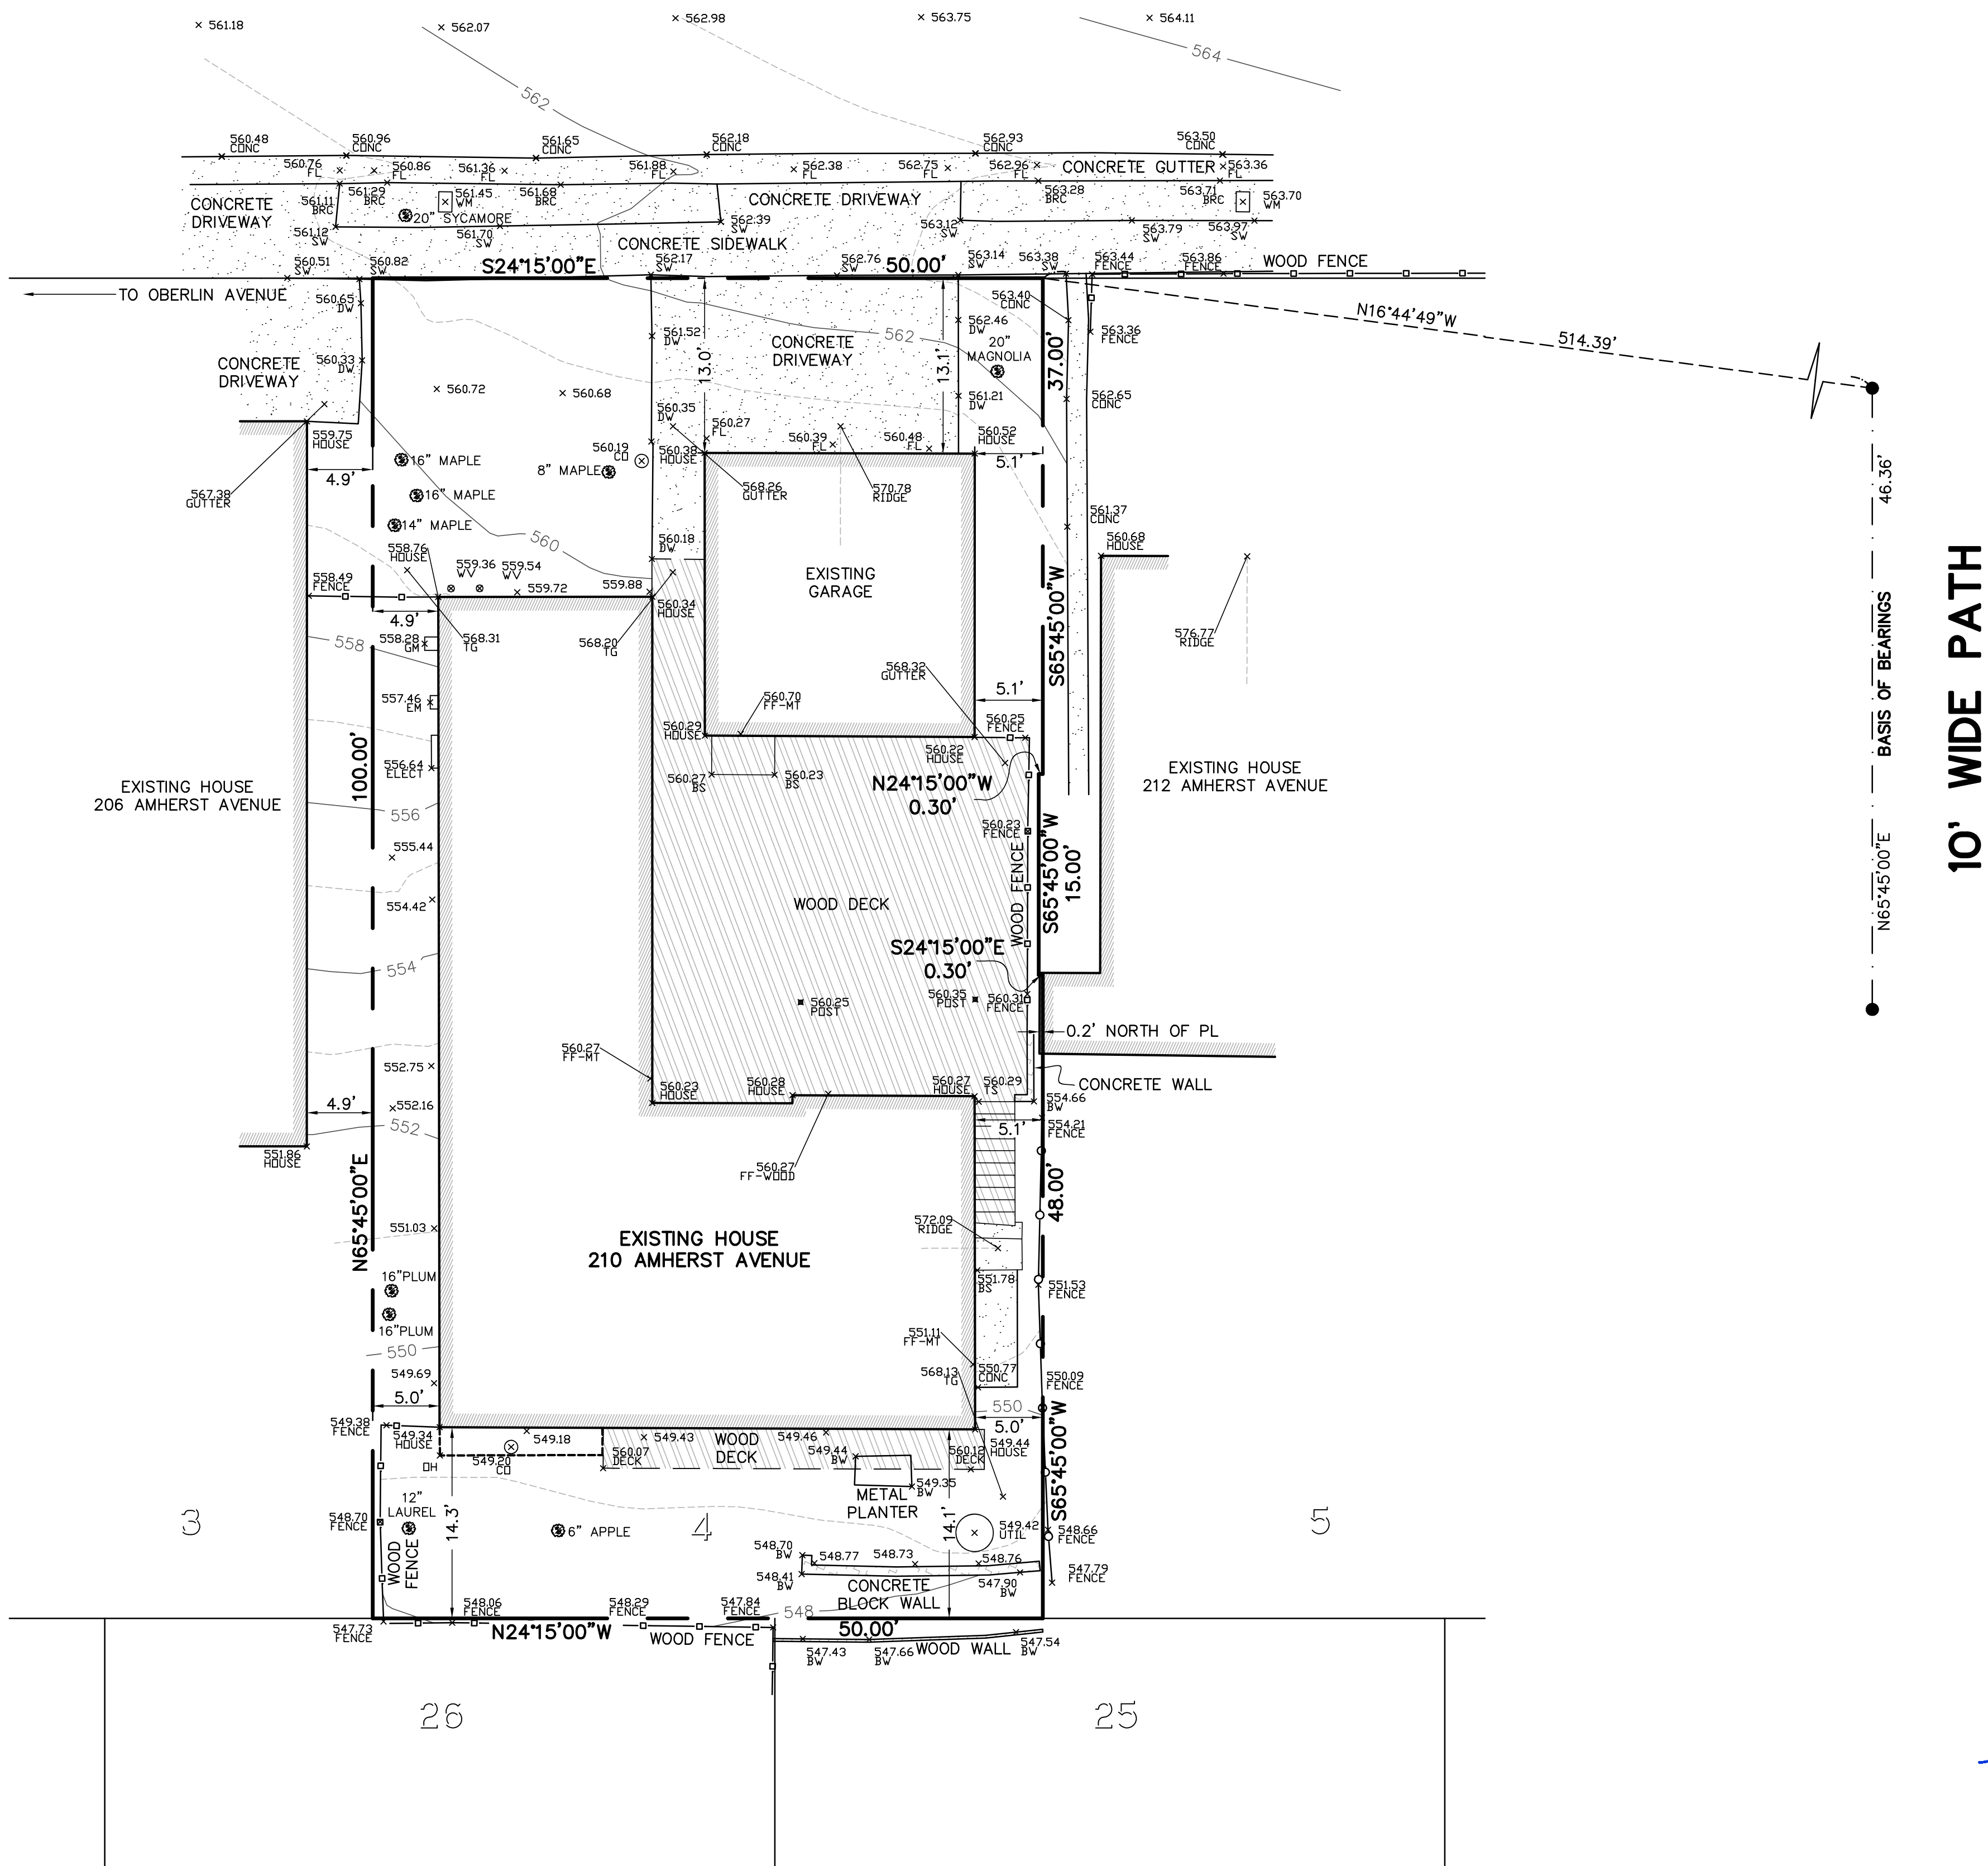 561.18
562.07
562.98
563.75
564.11
564
562
560.48
CONC
560.96
CONC
561.65
CONC
562.18
CONC
562.93
CONC
563.50
CONC
560.76
FL
560.86
FL
561.36
FL
561.88
FL
562.38
FL
562.75
FL
562.96
FL
CONCRETE GUTTER
563.36
FL
CONCRETE
DRIVEWAY
561.11
BRC
561.29
BRC
561.45
WM
561.68
BRC
CONCRETE DRIVEWAY
563.28
BRC
563.71
BRC
563.70
WM
20" SYCAMORE
561.12
SW
561.70
SW
562.39
SW
563.12
SW
563.79
SW
563.97
SW
CONCRETE SIDEWALK
560.51
SW
560.82
SW
S24°15'00"E
562.17
SW
562.76
SW
50.00'
563.14
SW
563.38
SW
563.44
FENCE
563.86
FENCE
WOOD FENCE
TO OBERLIN AVENUE
560.65
DW
563.40
CONC
N16°44'49"W
514.39'
561.52
DW
13.0'
CONCRETE
DRIVEWAY
562
13.1'
562.46
DW
20"
MAGNOLIA
37.00'
563.36
FENCE
CONCRETE
DRIVEWAY
560.33
DW
560.72
560.68
561.21
DW
562.65
CONC
559.75
HOUSE
560.35
DW
560.27
FL
560.39
FL
560.48
FL
560.52
HOUSE
560.19
CO
560.38
HOUSE
4.9'
16" MAPLE
8" MAPLE
5.1'
46.36'
567.38
GUTTER
16" MAPLE
568.26
GUTTER
570.78
RIDGE
14" MAPLE
561.37
CONC
560
560.18
DW
560.68
HOUSE
558.76
HOUSE
559.36
WV
559.54
WV
558.49
FENCE
559.72
559.88
EXISTING
GARAGE
560.34
HOUSE
4.9'
S65°45'00"W
BASIS OF BEARINGS
10' WIDE PATH
558
558.28
GM
568.31
TG
568.20
TG
576.77
RIDGE
568.32
GUTTER
557.46
EM
560.70
FF-MT
5.1'
560.29
HOUSE
560.25
FENCE
100.00'
556.64
ELECT
560.27
BS
560.23
BS
560.22
HOUSE
EXISTING HOUSE
206 AMHERST AVENUE
N24°15'00"W
0.30'
EXISTING HOUSE
212 AMHERST AVENUE
556
560.23
FENCE
S65°45'00"W
15.00'
555.44
WOOD FENCE
N65°45'00"E
554.42
WOOD DECK
S24°15'00"E
0.30'
554
560.25
POST
560.35
POST
560.31
FENCE
0.2' NORTH OF PL
560.27
FF-MT
552.75
560.23
HOUSE
560.28
HOUSE
560.27
HOUSE
560.29
TS
CONCRETE WALL
4.9'
552.16
554.66
BW
552
5.1'
554.21
FENCE
551.86
HOUSE
560.27
FF-WOOD
48.00'
N65°45'00"E
551.03
572.09
RIDGE
EXISTING HOUSE
210 AMHERST AVENUE
16"PLUM
551.78
BS
551.53
FENCE
16"PLUM
551.11
FF-MT
550
549.69
568.13
TG
550.77
CONC
550.09
FENCE
5.0'
550
5.0'
S65°45'00"W
549.38
FENCE
549.34
HOUSE
549.18
549.43
WOOD
DECK
549.46
549.44
HOUSE
OH
549.20
CO
560.07
DECK
549.44
BW
560.12
DECK
549.35
BW
METAL
PLANTER
12"
LAUREL
3
548.70
FENCE
14.3'
6" APPLE
4
14.1'
549.42
UTIL
5
548.66
FENCE
WOOD
FENCE
548.70
BW
548.77
548.73
548.76
548.41
BW
CONCRETE
BLOCK WALL
547.90
BW
547.79
FENCE
548.06
FENCE
548.29
FENCE
547.84
FENCE
548
547.73
FENCE
N24°15'00"W
WOOD FENCE
50.00'
547.43
BW
547.66
BW
WOOD WALL
547.54
BW
26
25